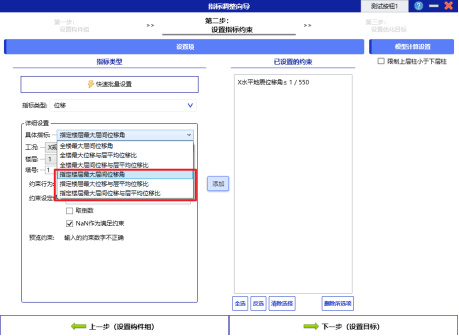 指标调整向导
测试按钮1
第一步:
设置构件组
>>
第二步:
设置指标约束
>>
第三步:
设置优化目标
设置墙
模型计算设置
指标类型
已设置的约束
限制上层柱小于下层柱
快速批量设置
X水平地震位移角≤ 1 / 550
指标类型: 位移
详细设置
具体指标: 指定楼层最大层间位移角
工况:
全楼最大层间位移角
全楼最大位移与层平均位移比
楼层: 1
全楼最大层间位移与层平均位移比
塔号: 1
指定楼层最大层间位移角
指定楼层最大位移与层平均位移比
指定楼层最大层间位移与层平均位移比
约束行为
添加
约束设定
取倒数
NaN作为满足约束
预览约束: 输入的约束数字不正确
全选 反选 清除选择 删除所选项
上一步（设置构件组）
下一步（设置目标）